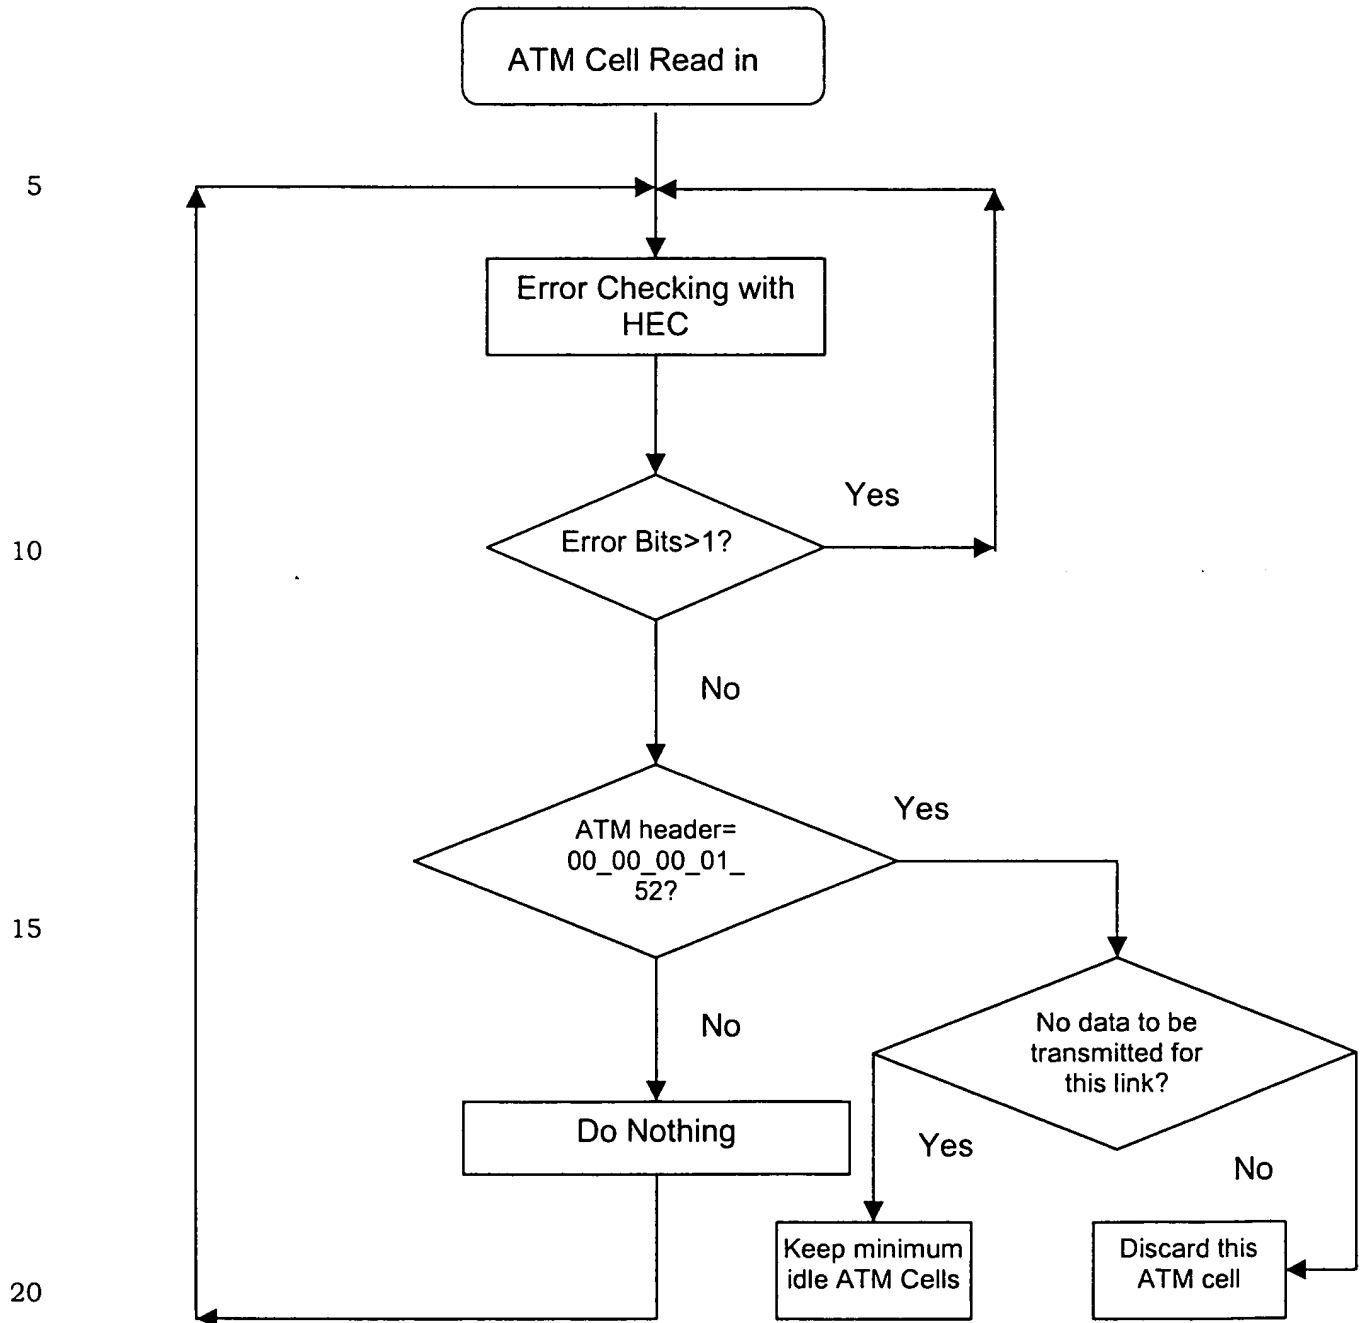 ATM Cell Read in
5
Error Checking with
HEC
Yes
Error Bits>1?
10
No
Yes
ATM header=
00_00_00_01_
52?
15
No
No data to be
transmitted for
this link?
Do Nothing
Yes
No
Keep minimum
idle ATM Cells
Discard this
ATM cell
20